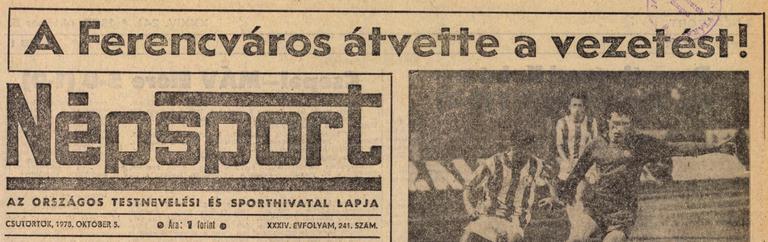 A Ferencváros átvette a vezetést!
Népsport
AZ ORSZÁGOS TESTNEVELÉSI ÉS SPORTHIVATAL LAPJA
CSÜTÖRTÖK, 1978. OKTÓBER 5. Ára: 1 forint XXXIV. ÉVFOLYAM, 241. SZÁM.